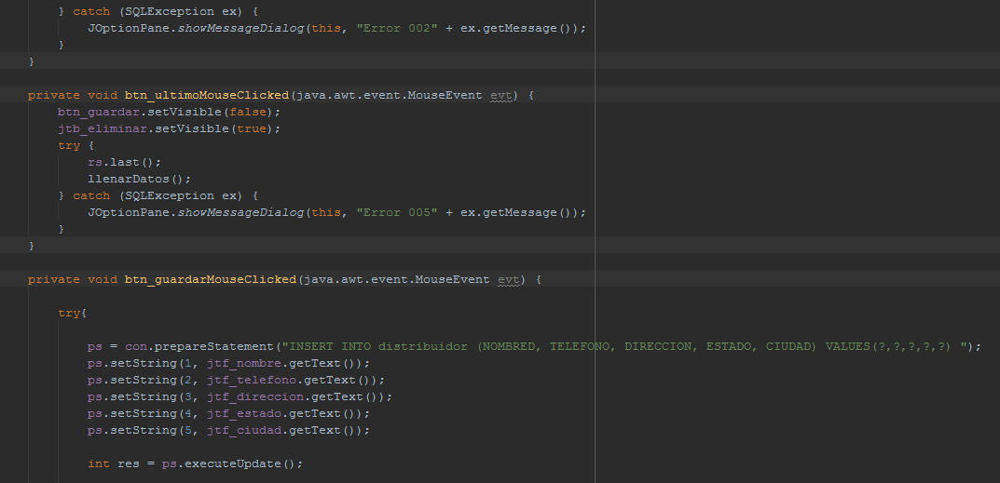 } catch (SQLException ex) {
JOptionPane.showMessageDialog(this, "Error 002" + ex.getMessage());
}
}
private void btn_ultimoMouseClicked(java.awt.event.MouseEvent evt) {
btn_guardar.setVisible(false);
jtb_eliminar.setVisible(true);
try {
rs.last();
llenarDatos();
} catch (SQLException ex) {
JOptionPane.showMessageDialog(this, "Error 005" + ex.getMessage());
}
}
private void btn_guardarMouseClicked(java.awt.event.MouseEvent evt) {
try{
ps = con.prepareStatement("INSERT INTO distribuidor (NOMBRED, TELEFONO, DIRECCION, ESTADO, CIUDAD) VALUES(?,?,?,?,?) ");
ps.setString(1, jtf_nombre.getText());
ps.setString(2, jtf_telefono.getText());
ps.setString(3, jtf_direccion.getText());
ps.setString(4, jtf_estado.getText());
ps.setString(5, jtf_ciudad.getText());
int res = ps.executeUpdate();